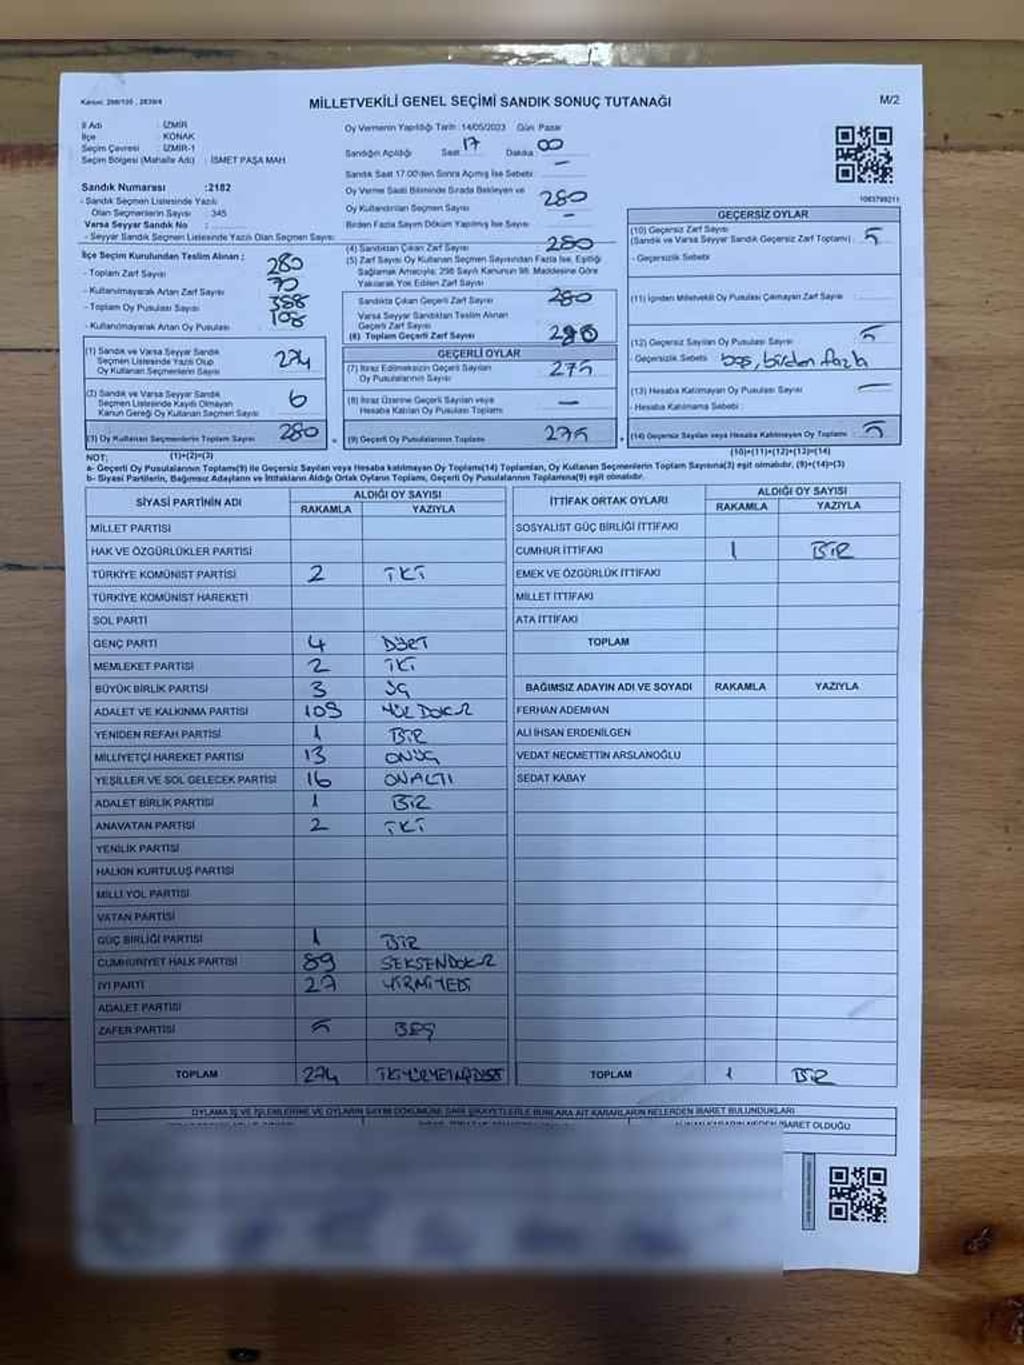 Kanun: 298/105 , 2839/4
MİLLETVEKİLİ GENEL SEÇİMİ SANDIK SONUÇ TUTANAĞI
M/2
İl Adı : İZMİR
İlçe : KONAK
Seçim Çevresi : İZMİR-1
Seçim Bölgesi (Mahalle Adı) : İSMET PAŞA MAH
Sandık Numarası :2182
- Sandık Seçmen Listesinde Yazılı
Olan Seçmenlerin Sayısı : 345
Varsa Seyyar Sandık No :
- Seyyar Sandık Seçmen Listesinde Yazılı Olan Seçmen Sayısı:
İlçe Seçim Kurulundan Teslim Alınan ;
- Toplam Zarf Sayısı 280
- Kullanılmayarak Artan Zarf Sayısı 70
- Toplam Oy Pusulası Sayısı 388
- Kullanılmayarak Artan Oy Pusulası 108
(1) Sandık ve Varsa Seyyar Sandık
Seçmen Listesinde Yazılı Olup
Oy Kullanan Seçmenlerin Sayısı 274
(2) Sandık ve Varsa Seyyar Sandık
Seçmen Listesinde Kaydı Olmayan
Kanun Gereği Oy Kullanan Seçmen Sayısı 6
(3) Oy Kullanan Seçmenlerin Toplam Sayısı 280
Oy Vermenin Yapıldığı Tarih :14/05/2023 Gün: Pazar
Sandığın Açıldığı Saat 17 Dakika 00
Sandık Saat 17.00'den Sonra Açılmış İse Sebebi: –
Oy Verme Saati Bitiminde Sırada Bekleyen ve
Oy Kullandırılan Seçmen Sayısı 280
Birden Fazla Sayım Döküm Yapılmış İse Sayısı –
(4) Sandıktan Çıkan Zarf Sayısı 280
(5) Zarf Sayısı Oy Kullanan Seçmen Sayısından Fazla İse, Eşitliği
Sağlamak Amacıyla; 298 Sayılı Kanunun 98. Maddesine Göre
Yakılarak Yok Edilen Zarf Sayısı
Sandıkta Çıkan Geçerli Zarf Sayısı 280
Varsa Seyyar Sandıktan Teslim Alınan
Geçerli Zarf Sayısı
(6) Toplam Geçerli Zarf Sayısı 280
GEÇERLİ OYLAR
(7) İtiraz Edilmeksizin Geçerli Sayılan
Oy Pusulalarının Sayısı 275
(8) İtiraz Üzerine Geçerli Sayılan veya
Hesaba Katılan Oy Pusulası Toplamı –
(9) Geçerli Oy Pusulalarının Toplamı 275
1063799211
GEÇERSİZ OYLAR
(10) Geçersiz Zarf Sayısı
(Sandık ve Varsa Seyyar Sandık Geçersiz Zarf Toplamı) : 5
- Geçersizlik Sebebi
(11) İçinden Milletvekili Oy Pusulası Çıkmayan Zarf Sayısı
(12) Geçersiz Sayılan Oy Pusulası Sayısı 5
- Geçersizlik Sebebi boş, birden fazla
(13) Hesaba Katılmayan Oy Pusulası Sayısı –
- Hesaba Katılmama Sebebi :
(14) Geçersiz Sayılan veya Hesaba Katılmayan Oy Toplamı : 5
NOT;
(1)+(2)=(3)
(10)+(11)+(12)+(13)=(14)
a- Geçerli Oy Pusulalarının Toplamı(9) ile Geçersiz Sayılan veya Hesaba katılmayan Oy Toplamı(14) Toplamları, Oy Kullanan Seçmenlerin Toplam Sayısına(3) eşit olmalıdır. (9)+(14)=(3)
b- Siyasi Partilerin, Bağımsız Adayların ve İttifakların Aldığı Ortak Oyların Toplamı, Geçerli Oy Pusulalarının Toplamına(9) eşit olmalıdır.
SİYASİ PARTİNİN ADI ALDIĞI OY SAYISI
RAKAMLA YAZIYLA
MİLLET PARTİSİ
HAK VE ÖZGÜRLÜKLER PARTİSİ
TÜRKİYE KOMÜNİST PARTİSİ 2 İKİ
TÜRKİYE KOMÜNİST HAREKETİ
SOL PARTİ
GENÇ PARTİ 4 DÖRT
MEMLEKET PARTİSİ 2 İKİ
BÜYÜK BİRLİK PARTİSİ 3 ÜÇ
ADALET VE KALKINMA PARTİSİ 109 YÜZ DOKUZ
YENİDEN REFAH PARTİSİ 1 BİR
MİLLİYETÇİ HAREKET PARTİSİ 13 ONÜÇ
YEŞİLLER VE SOL GELECEK PARTİSİ 16 ONALTI
ADALET BİRLİK PARTİSİ 1 BİR
ANAVATAN PARTİSİ 2 İKİ
YENİLİK PARTİSİ
HALKIN KURTULUŞ PARTİSİ
MİLLİ YOL PARTİSİ
VATAN PARTİSİ
GÜÇ BİRLİĞİ PARTİSİ 1 BİR
CUMHURİYET HALK PARTİSİ 89 SEKSENDOKUZ
İYİ PARTİ 27 YİRMİYEDİ
ADALET PARTİSİ
ZAFER PARTİSİ 5 BEŞ
TOPLAM 274 İKİYÜZYETMİŞDÖRT
İTTİFAK ORTAK OYLARI ALDIĞI OY SAYISI
RAKAMLA YAZIYLA
SOSYALİST GÜÇ BİRLİĞİ İTTİFAKI
CUMHUR İTTİFAKI 1 BİR
EMEK VE ÖZGÜRLÜK İTTİFAKI
MİLLET İTTİFAKI
ATA İTTİFAKI
TOPLAM
BAĞIMSIZ ADAYIN ADI VE SOYADI RAKAMLA YAZIYLA
FERHAN ADEMHAN
ALİ İHSAN ERDENİLGEN
VEDAT NECMETTİN ARSLANOĞLU
SEDAT KABAY
TOPLAM 1 BİR
OYLAMA İŞ VE İŞLEMLERİNE VE OYLARIN SAYIM DÖKÜMÜNE DAİR ŞİKAYETLERLE BUNLARA AİT KARARLARIN NELERDEN İBARET BULUNDUKLARI